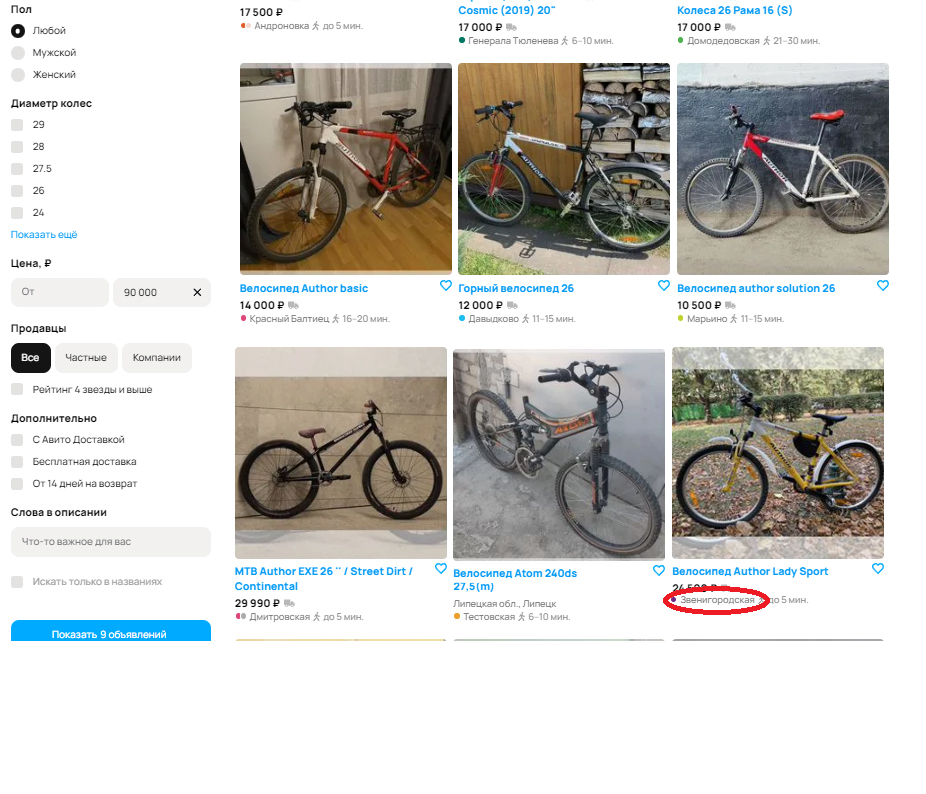 Пол
Любой
Мужской
Женский
Диаметр колес
29
28
27.5
26
24
Показать ещё
Цена, ₽
От
90 000
Продавцы
Все
Частные
Компании
Рейтинг 4 звезды и выше
Дополнительно
С Авито Доставкой
Бесплатная доставка
От 14 дней на возврат
Слова в описании
Что-то важное для вас
Искать только в названиях
Показать 9 объявлений
17 500 ₽
Андроновка до 5 мин.
Cosmic (2019) 20"
17 000 ₽
Генерала Тюленева 6–10 мин.
Колеса 26 Рама 16 (S)
17 000 ₽
Домодедовская 21–30 мин.
AUTHOR
AUTHOR
AUTHOR
Велосипед Author basic
14 000 ₽
Красный Балтиец 16–20 мин.
Горный велосипед 26
12 000 ₽
Давыдково 11–15 мин.
Велосипед author solution 26
10 500 ₽
Марьино 11–15 мин.
MTB Author EXE 26 '' / Street Dirt /
Continental
29 990 ₽
Дмитровская до 5 мин.
Велосипед Atom 240ds
27,5(m)
Липецкая обл., Липецк
Тестовская 6–10 мин.
Велосипед Author Lady Sport
24 500 ₽
Звенигородская до 5 мин.